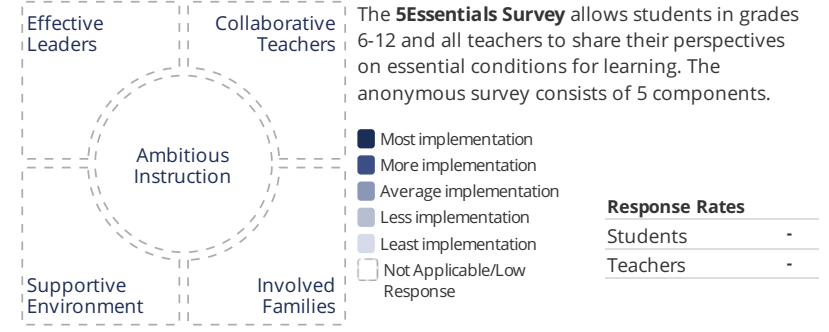 Effective
Leaders
Collaborative
Teachers
Ambitious
Instruction
Supportive
Environment
Involved
Families
The 5Essentials Survey allows students in grades
6-12 and all teachers to share their perspectives
on essential conditions for learning. The
anonymous survey consists of 5 components.
Most implementation
More implementation
Average implementation
Less implementation
Least implementation
Not Applicable/Low
Response
Response Rates
Students -
Teachers -